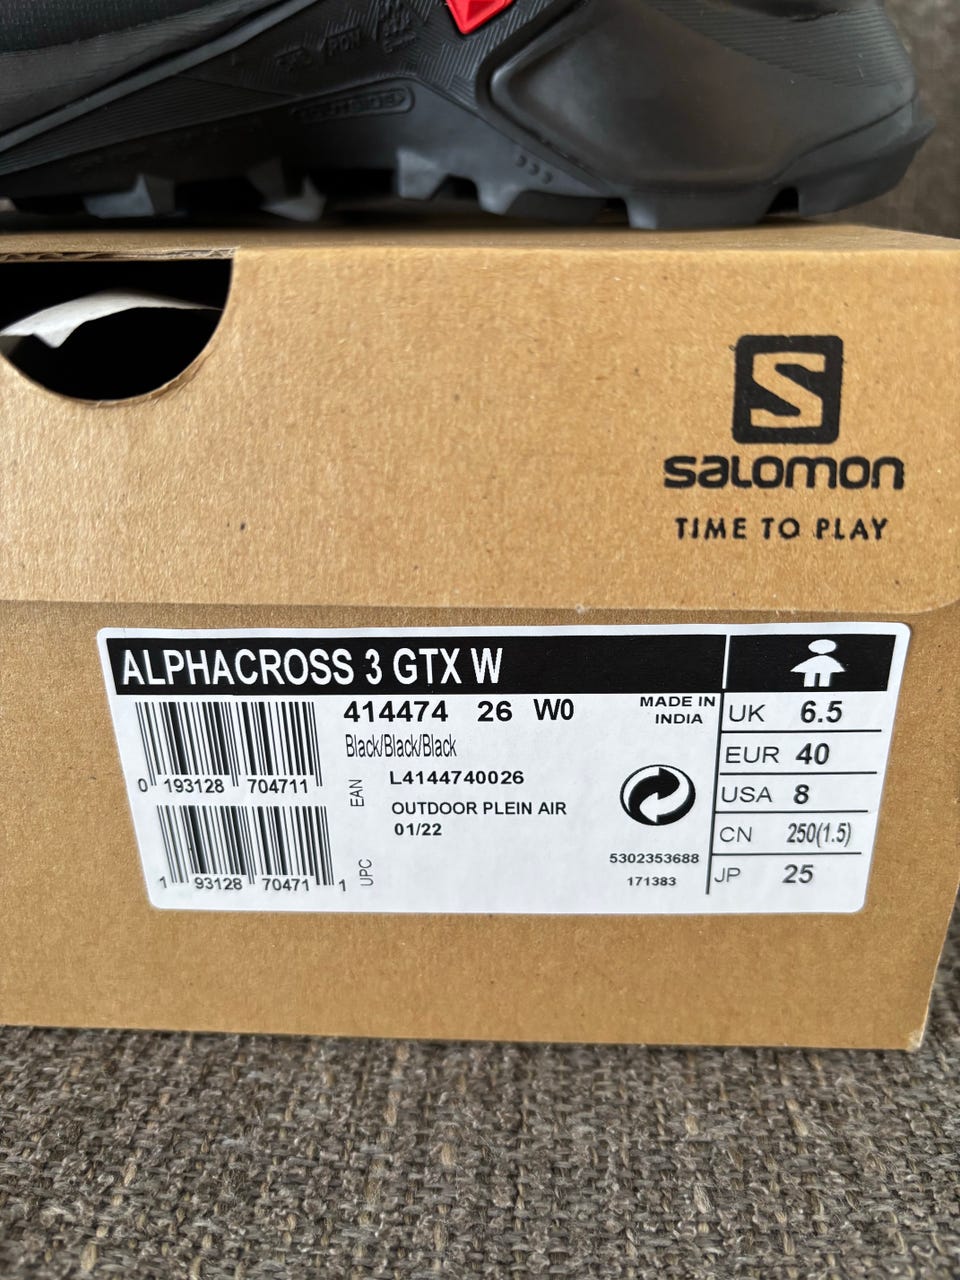 S
SALOMON
TIME TO PLAY
ALPHACROSS 3 GTX W
414474 26 W0
Black/Black/Black
EAN
L4144740026
OUTDOOR PLEIN AIR
01/22
0 193128 704711
UPC
1 93128 70471 1
MADE IN
INDIA
5302353688
171383
UK 6.5
EUR 40
USA 8
CN 250(1.5)
JP 25